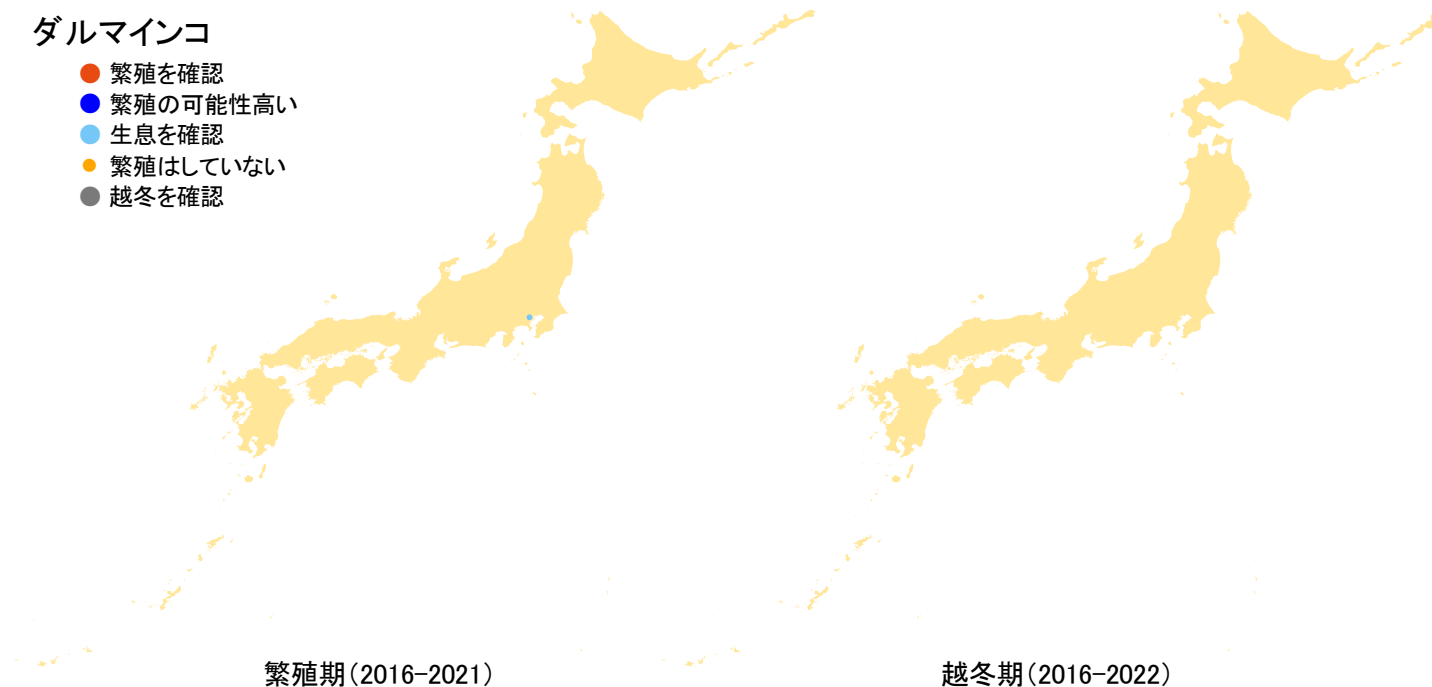 ダルマインコ
繁殖を確認
繁殖の可能性高い
生息を確認
繁殖はしていない
越冬を確認
繁殖期（2016-2021）
越冬期（2016-2022）